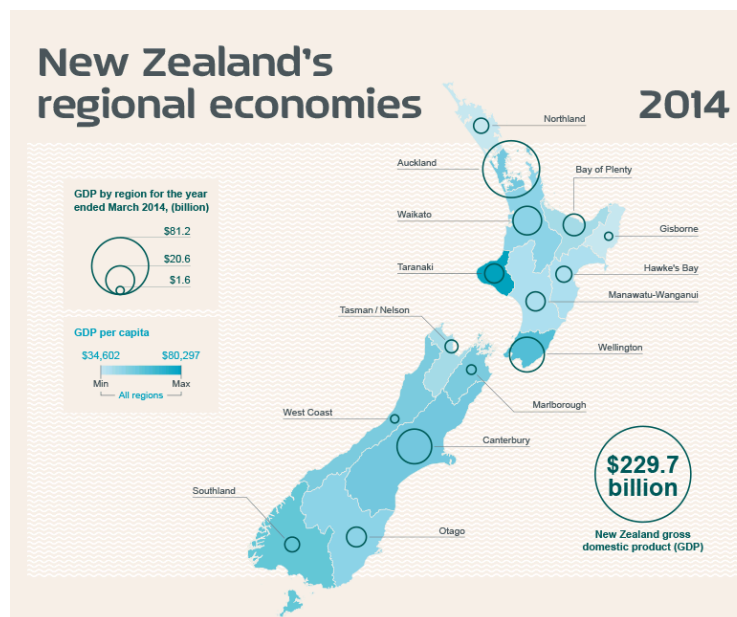 New Zealand's
regional economies
2014
Northland
Auckland
Bay of Plenty
GDP by region for the year
ended March 2014, (billion)
$81.2
$20.6
$1.6
Waikato
Gisborne
Taranaki
Hawke's Bay
Manawatu-Wanganui
Tasman / Nelson
GDP per capita
$34,602
$80,297
Min
Max
All regions
Wellington
Marlborough
West Coast
Canterbury
$229.7
billion
New Zealand gross
domestic product (GDP)
Southland
Otago